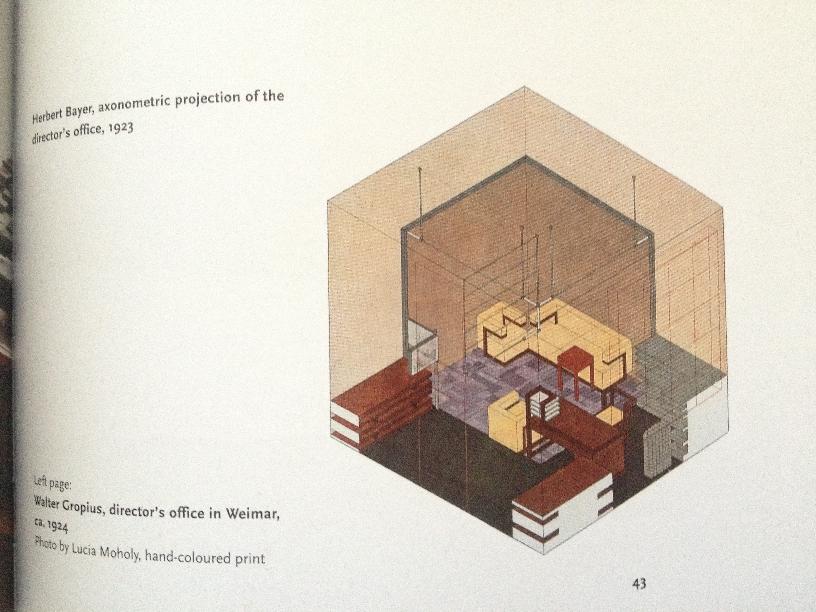 Herbert Bayer, axonometric projection of the
director's office, 1923
Left page:
Walter Gropius, director's office in Weimar,
ca. 1924
Photo by Lucia Moholy, hand-coloured print
43